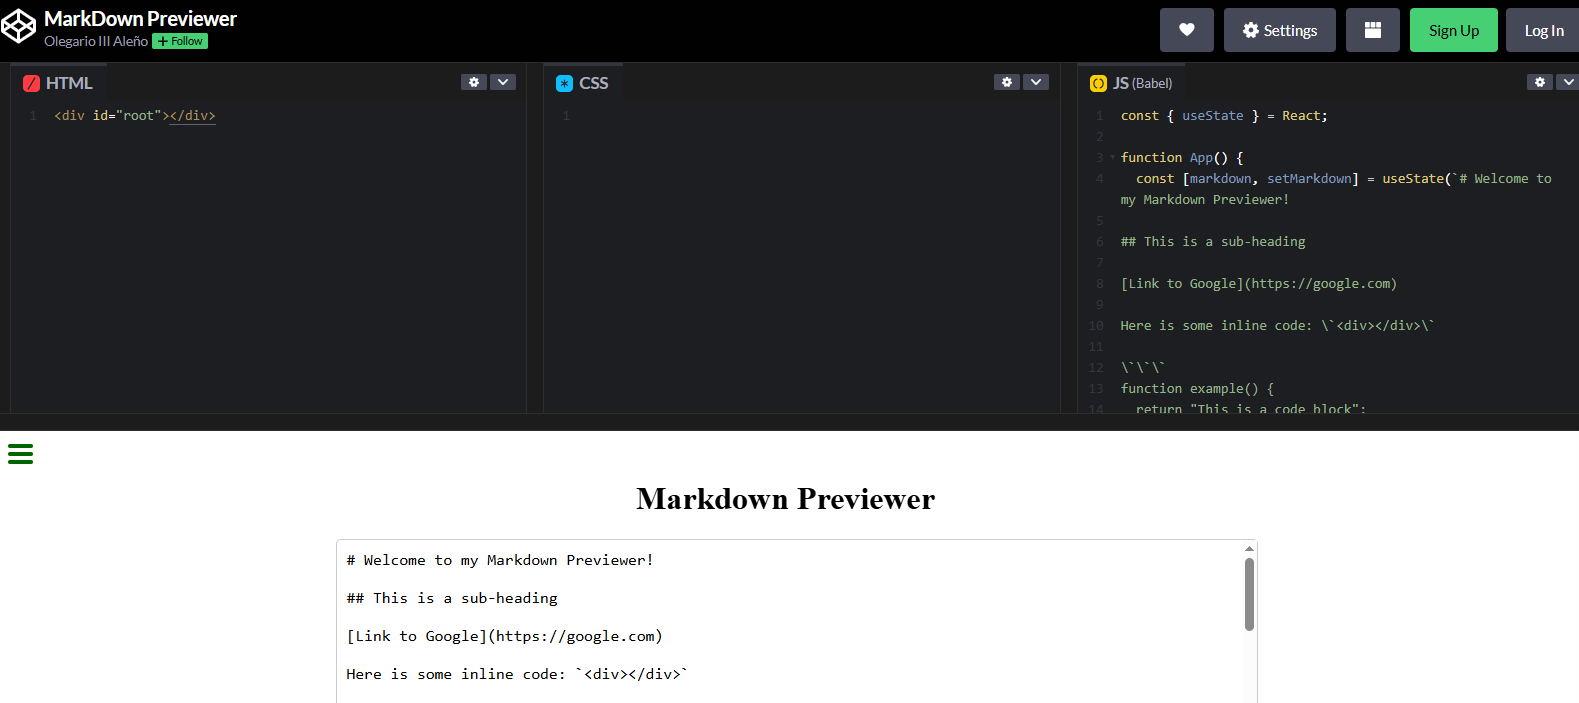 MarkDown Previewer
Olegario III Aleño + Follow
Settings
Sign Up
Log In
HTML
1 <div id="root"></div>
CSS
1
JS (Babel)
1 const { useState } = React;
2
3 function App() {
4 const [markdown, setMarkdown] = useState(`# Welcome to
my Markdown Previewer!
5
6 ## This is a sub-heading
7
8 [Link to Google](https://google.com)
9
10 Here is some inline code: \`<div></div>\`
11
12 \`\`\`
13 function example() {
14 return "This is a code block";
Markdown Previewer
# Welcome to my Markdown Previewer!
## This is a sub-heading
[Link to Google](https://google.com)
Here is some inline code: `<div></div>`